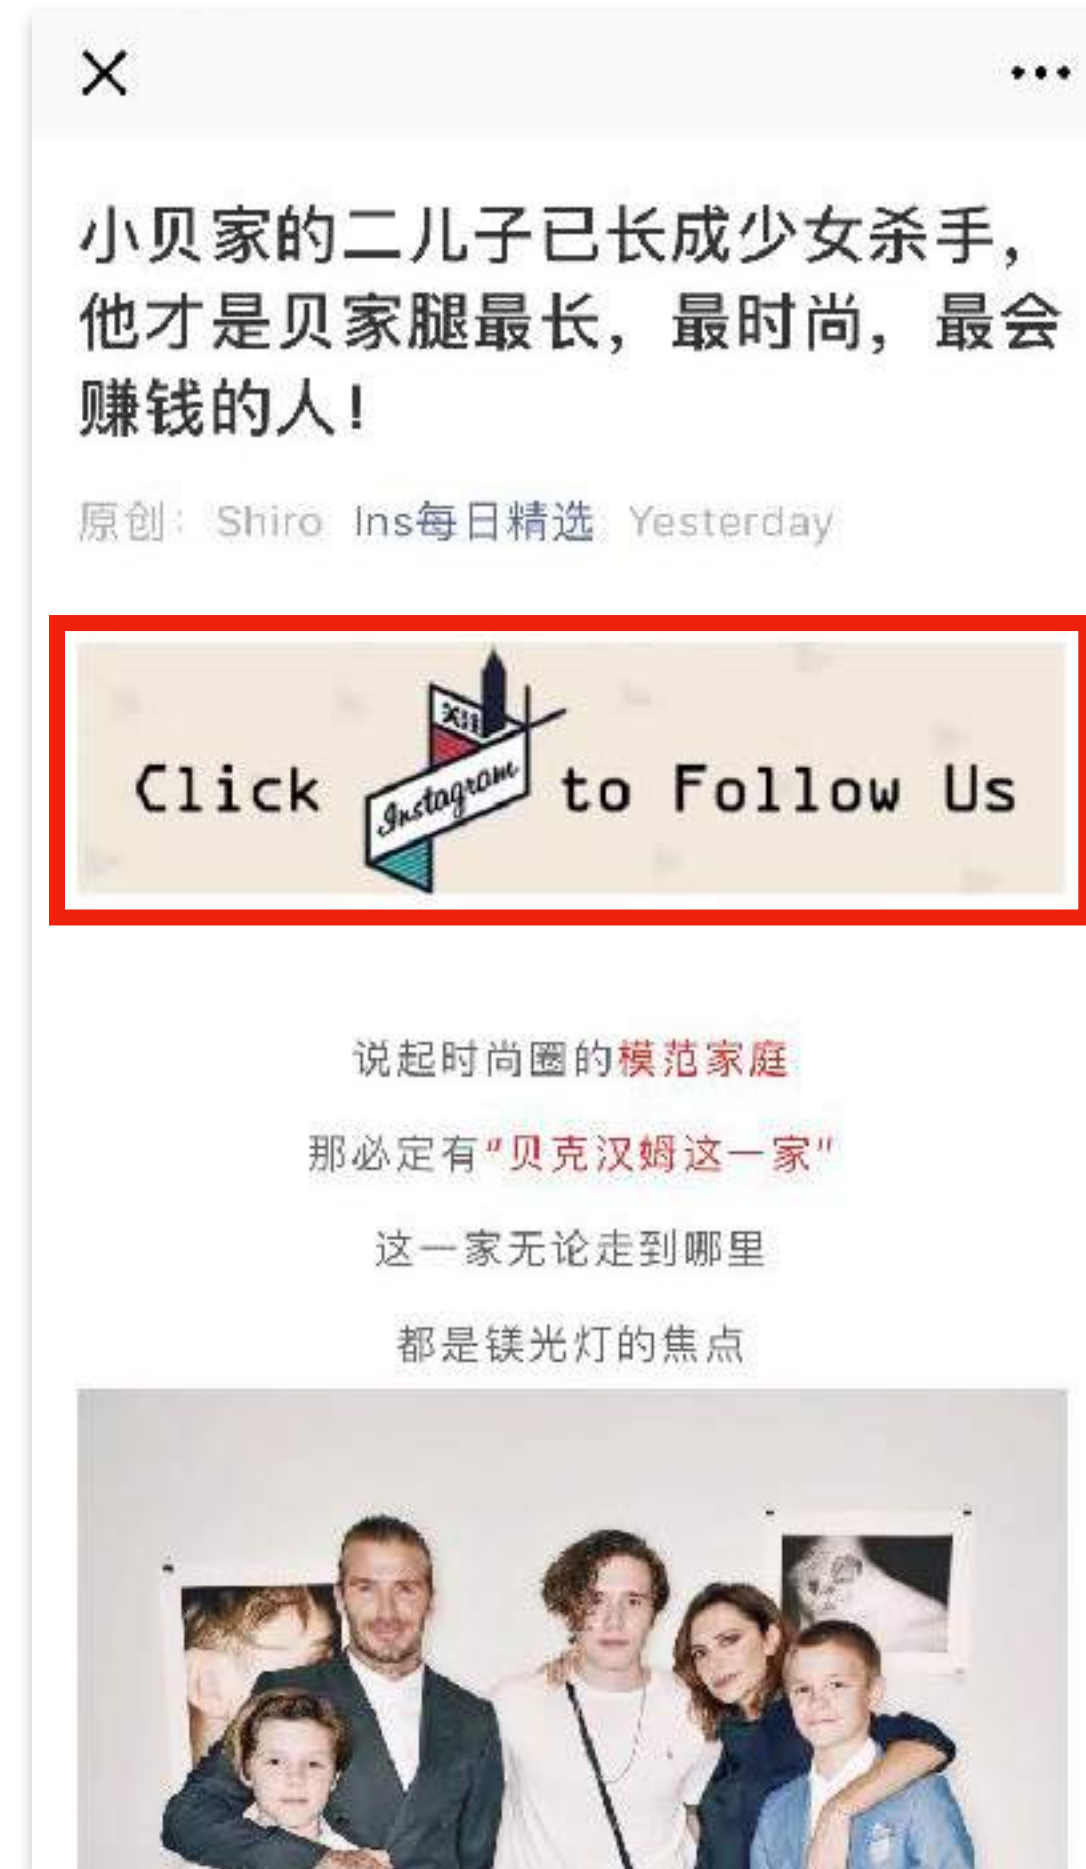 小贝家的二儿子已长成少女杀手,
他才是贝家腿最长，最时尚，最会
赚钱的人!
原创: Shiro Ins每日精选 Yesterday
Click Instagram to Follow Us
说起时尚圈的模范家庭
那必定有"贝克汉姆这一家"
这一家无论走到哪里
都是镁光灯的焦点